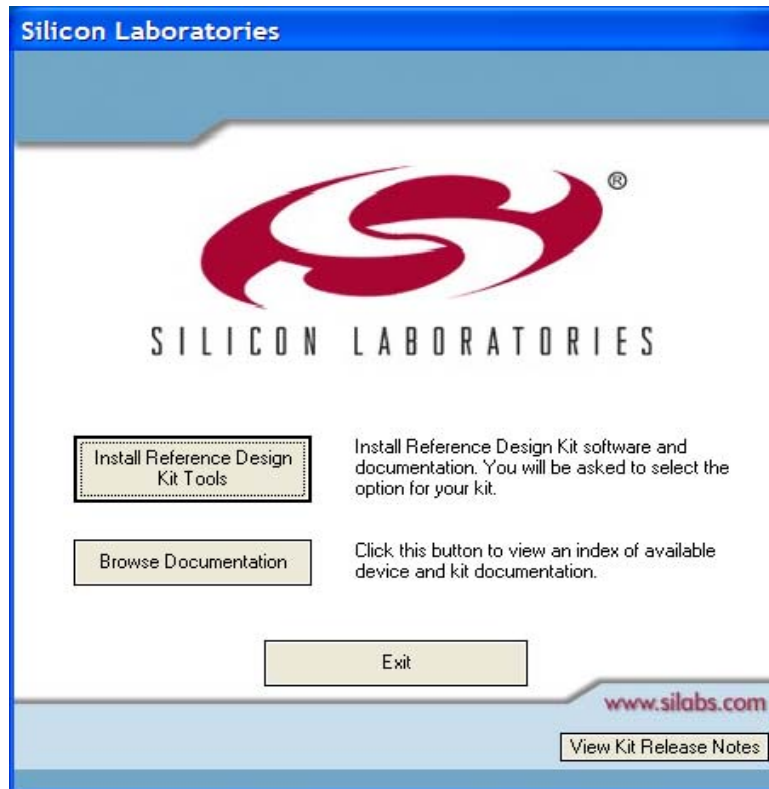 Silicon Laboratories
®
SILICON LABORATORIES
Install Reference Design
Kit Tools
Install Reference Design Kit software and
documentation. You will be asked to select the
option for your kit.
Browse Documentation
Click this button to view an index of available
device and kit documentation.
Exit
www.silabs.com
View Kit Release Notes